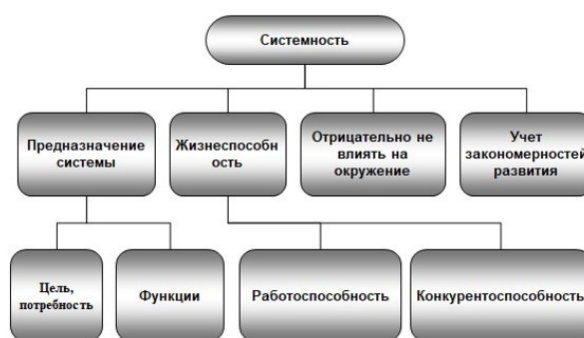 Системность
Предназначение
системы
Жизнеспособн
ость
Отрицательно не
влиять на
окружение
Учет
закономерностей
развития
Цель,
потребность
Функции
Работоспособность
Конкурентоспособность